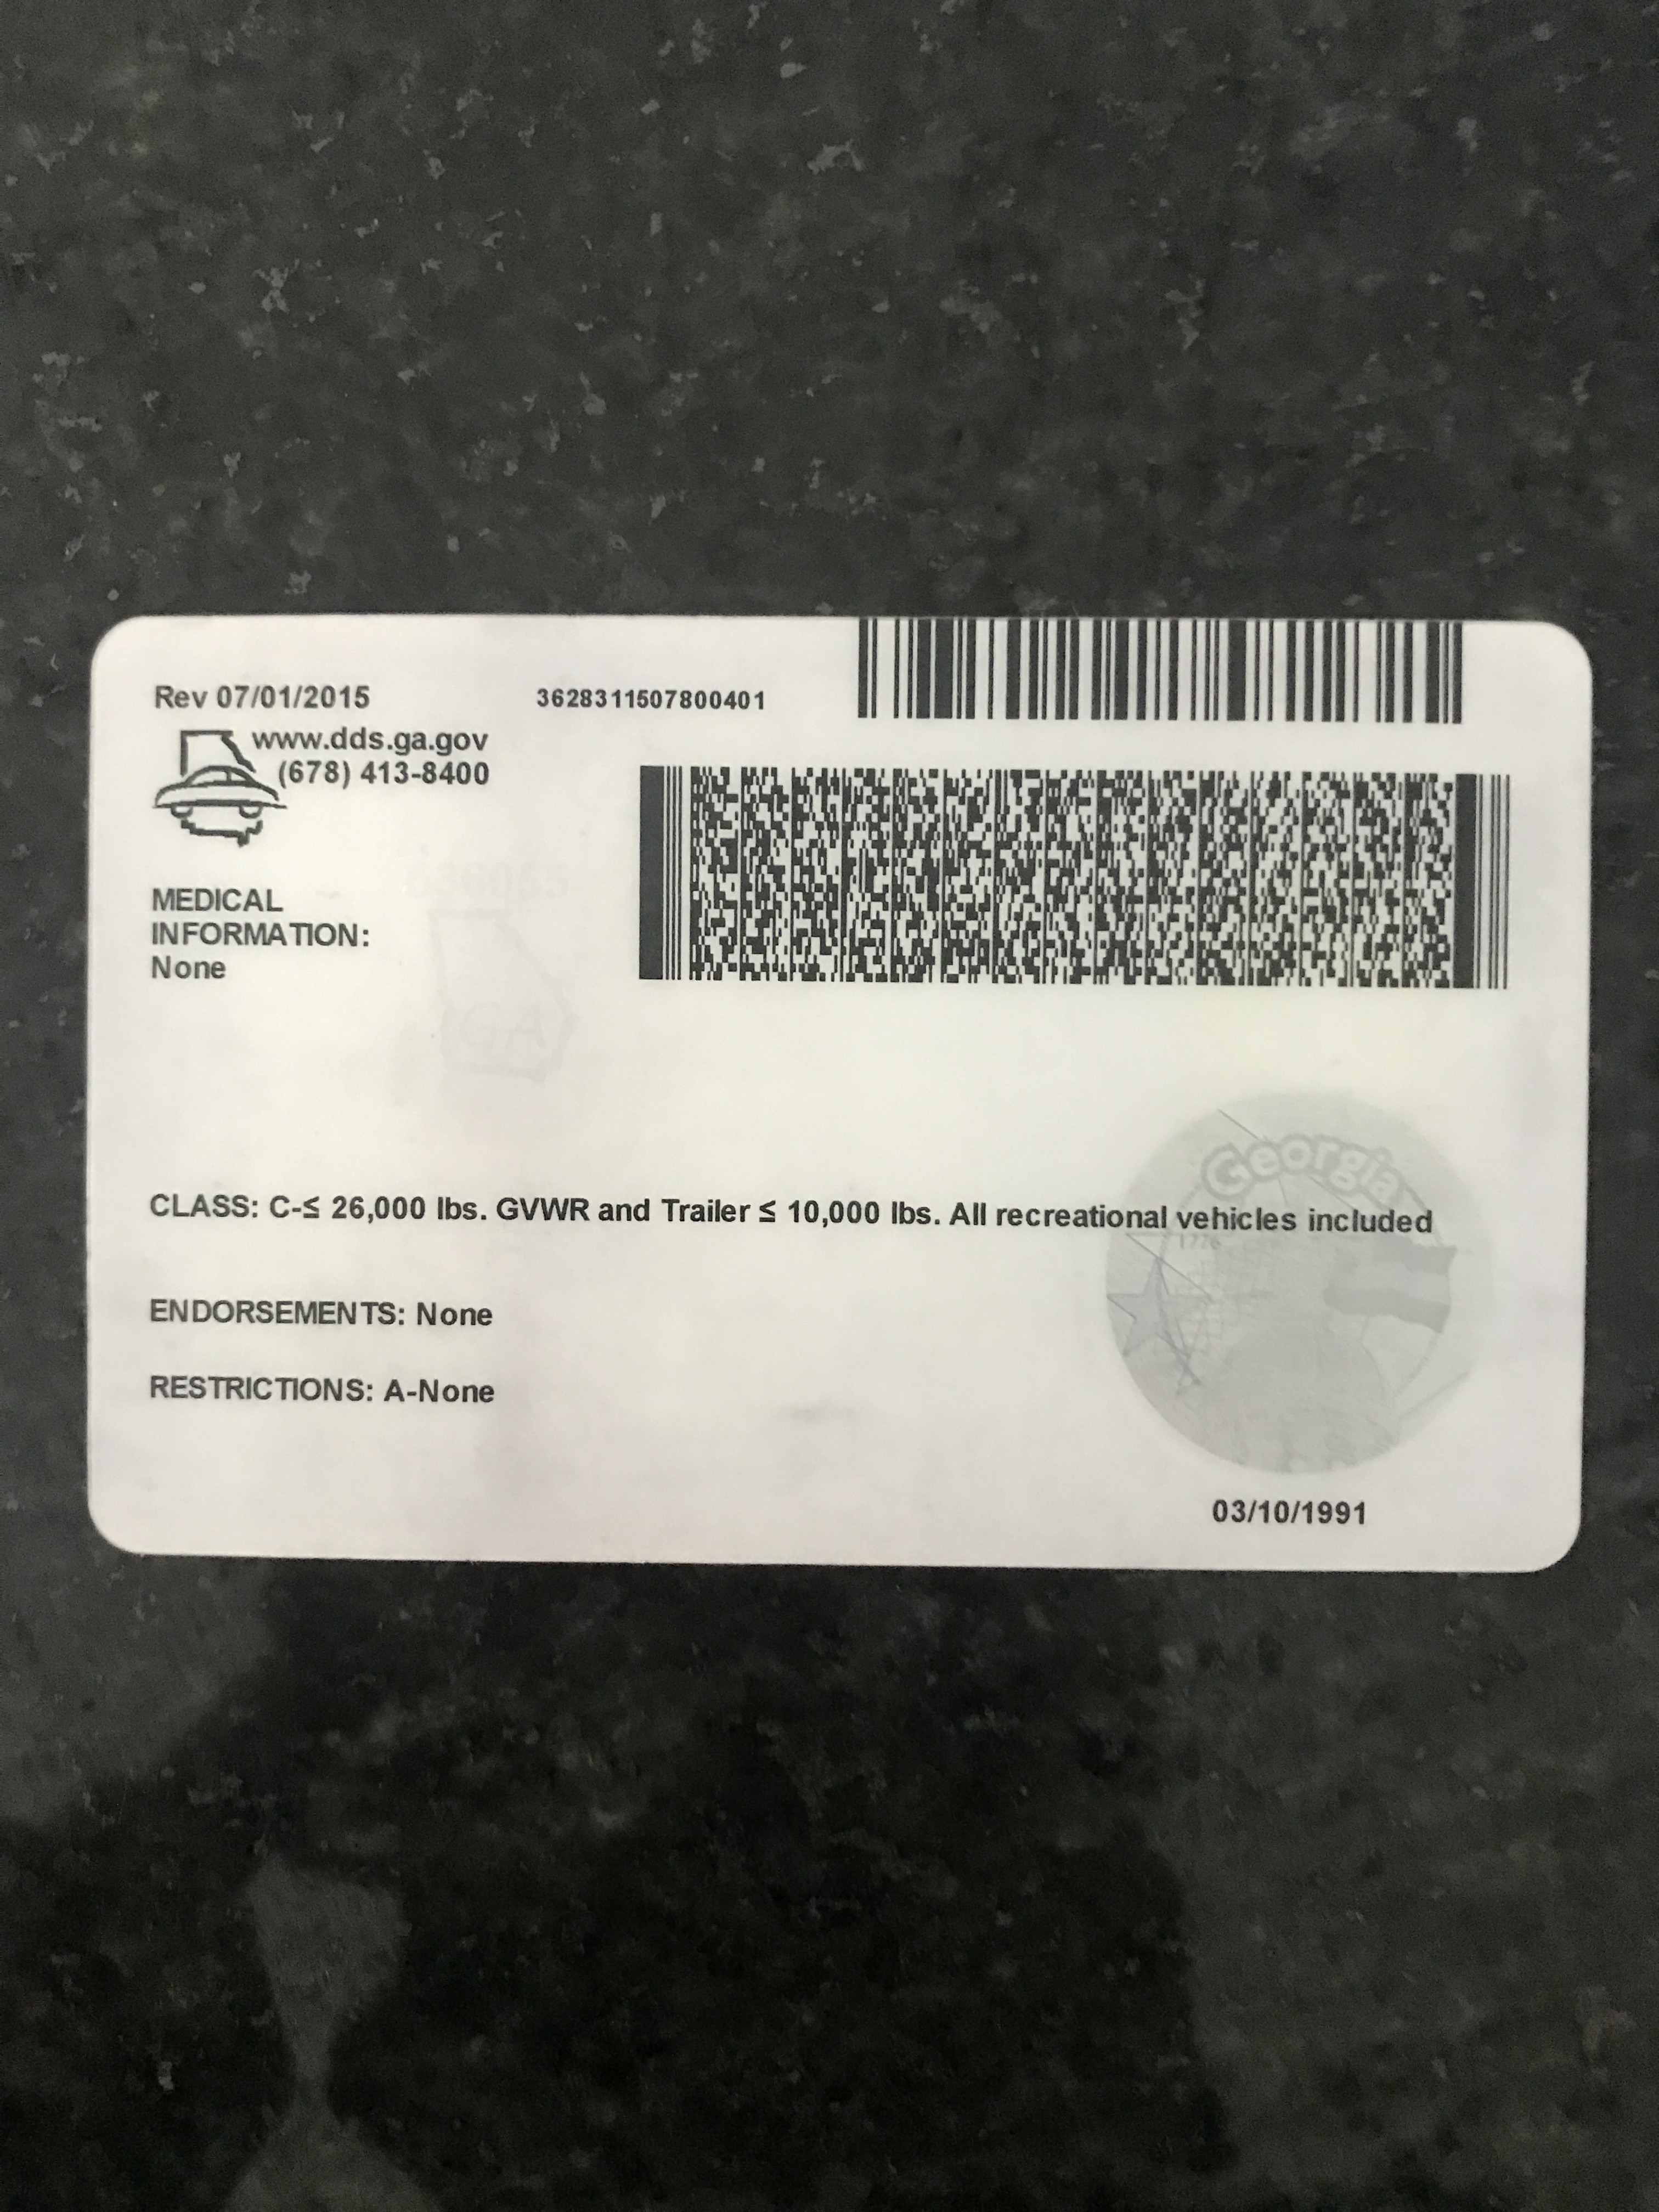 Rev 07/01/2015
3628311507800401
www.dds.ga.gov
(678) 413-8400
636055
MEDICAL
INFORMATION:
None
GA
Georgia
CLASS: C-≤ 26,000 lbs. GVWR and Trailer ≤ 10,000 lbs. All recreational vehicles included
1776
ENDORSEMENTS: None
RESTRICTIONS: A-None
03/10/1991